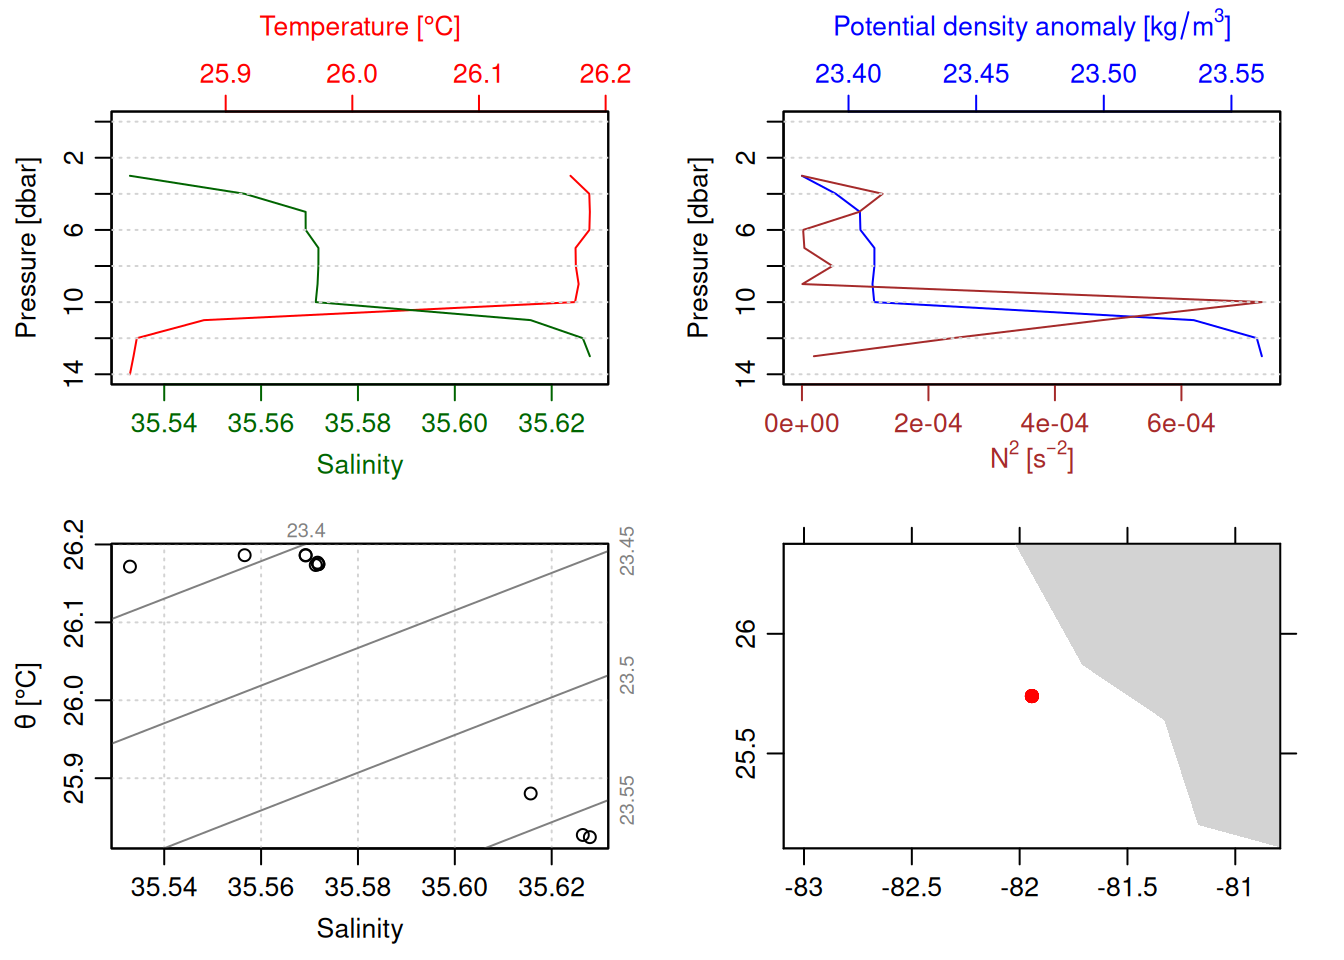 Temperature [°C]
25.9 26.0 26.1 26.2
Pressure [dbar]
2
6
10
14
35.54 35.56 35.58 35.60 35.62
Salinity
Potential density anomaly [kg/m³]
23.40 23.45 23.50 23.55
Pressure [dbar]
2
6
10
14
0e+00 2e-04 4e-04 6e-04
N² [s⁻²]
23.4
23.45
23.5
23.55
θ [°C]
26.2
26.1
26.0
25.9
35.54 35.56 35.58 35.60 35.62
Salinity
26
25.5
-83 -82.5 -82 -81.5 -81